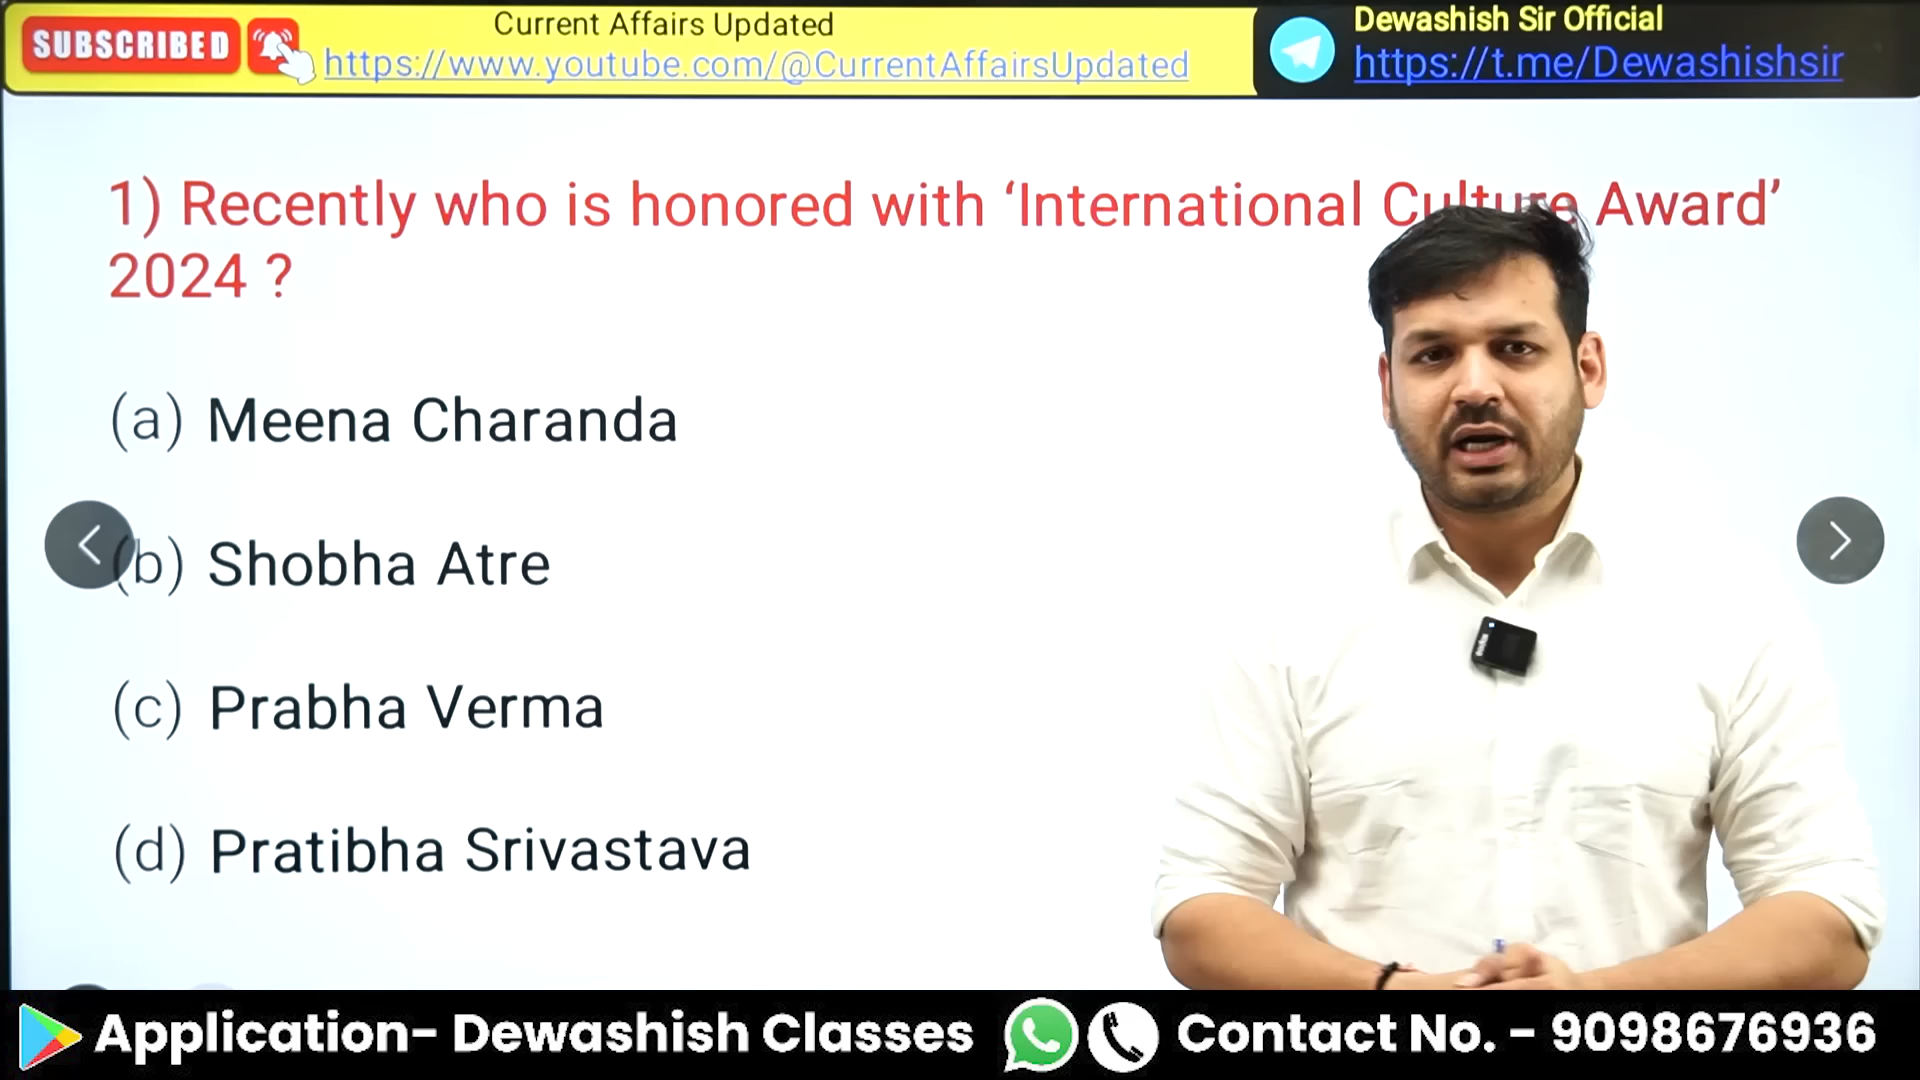 SUBSCRIBED
Current Affairs Updated
https://www.youtube.com/@CurrentAffairsUpdated
Dewashish Sir Official
https://t.me/Dewashishsir
1) Recently who is honored with ‘International Culture Award’
2024 ?
(a) Meena Charanda
(b) Shobha Atre
(c) Prabha Verma
(d) Pratibha Srivastava
Application- Dewashish Classes
Contact No. - 9098676936